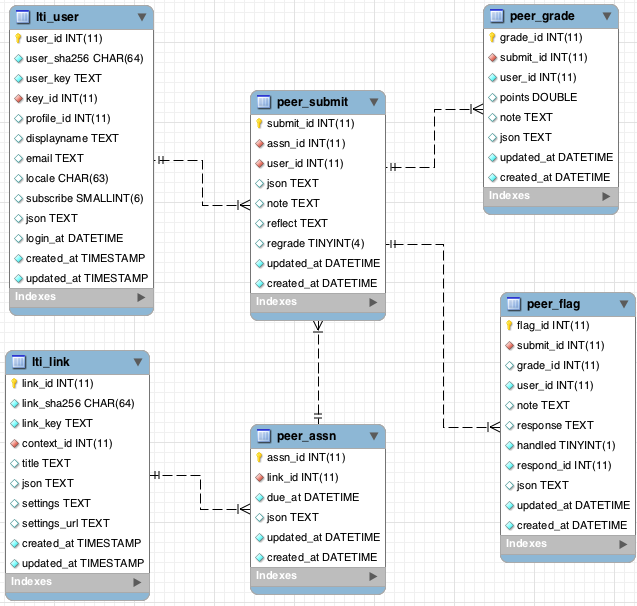 lti_user
user_id INT(11)
user_sha256 CHAR(64)
user_key TEXT
key_id INT(11)
profile_id INT(11)
displayname TEXT
email TEXT
locale CHAR(63)
subscribe SMALLINT(6)
json TEXT
login_at DATETIME
created_at TIMESTAMP
updated_at TIMESTAMP
Indexes
peer_submit
submit_id INT(11)
assn_id INT(11)
user_id INT(11)
json TEXT
note TEXT
reflect TEXT
regrade TINYINT(4)
updated_at DATETIME
created_at DATETIME
Indexes
peer_grade
grade_id INT(11)
submit_id INT(11)
user_id INT(11)
points DOUBLE
note TEXT
json TEXT
updated_at DATETIME
created_at DATETIME
Indexes
lti_link
link_id INT(11)
link_sha256 CHAR(64)
link_key TEXT
context_id INT(11)
title TEXT
json TEXT
settings TEXT
settings_url TEXT
created_at TIMESTAMP
updated_at TIMESTAMP
Indexes
peer_assn
assn_id INT(11)
link_id INT(11)
due_at DATETIME
json TEXT
updated_at DATETIME
created_at DATETIME
Indexes
peer_flag
flag_id INT(11)
submit_id INT(11)
grade_id INT(11)
user_id INT(11)
note TEXT
response TEXT
handled TINYINT(1)
respond_id INT(11)
json TEXT
updated_at DATETIME
created_at DATETIME
Indexes